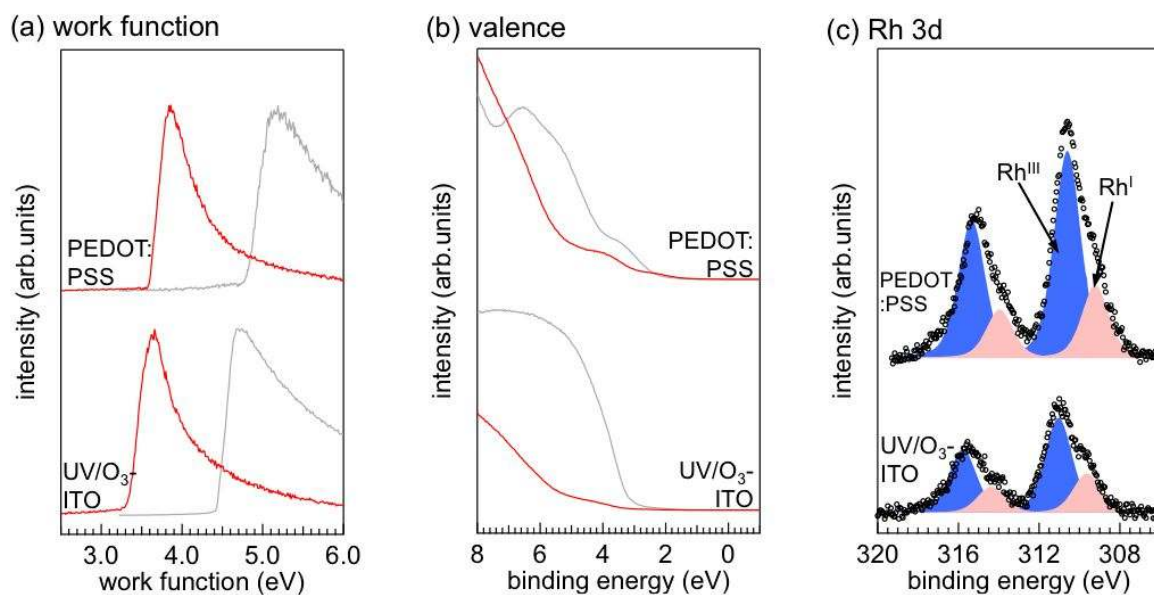 (a) work function
intensity (arb.units)
PEDOT:
PSS
UV/O3-
ITO
3.0 4.0 5.0 6.0
work function (eV)
(b) valence
intensity (arb.units)
PEDOT:
PSS
UV/O3-
ITO
8 6 4 2 0
binding energy (eV)
(c) Rh 3d
intensity (arb.units)
RhIII
RhI
PEDOT
:PSS
UV/O3-
ITO
320 315 310 308
binding energy (eV)